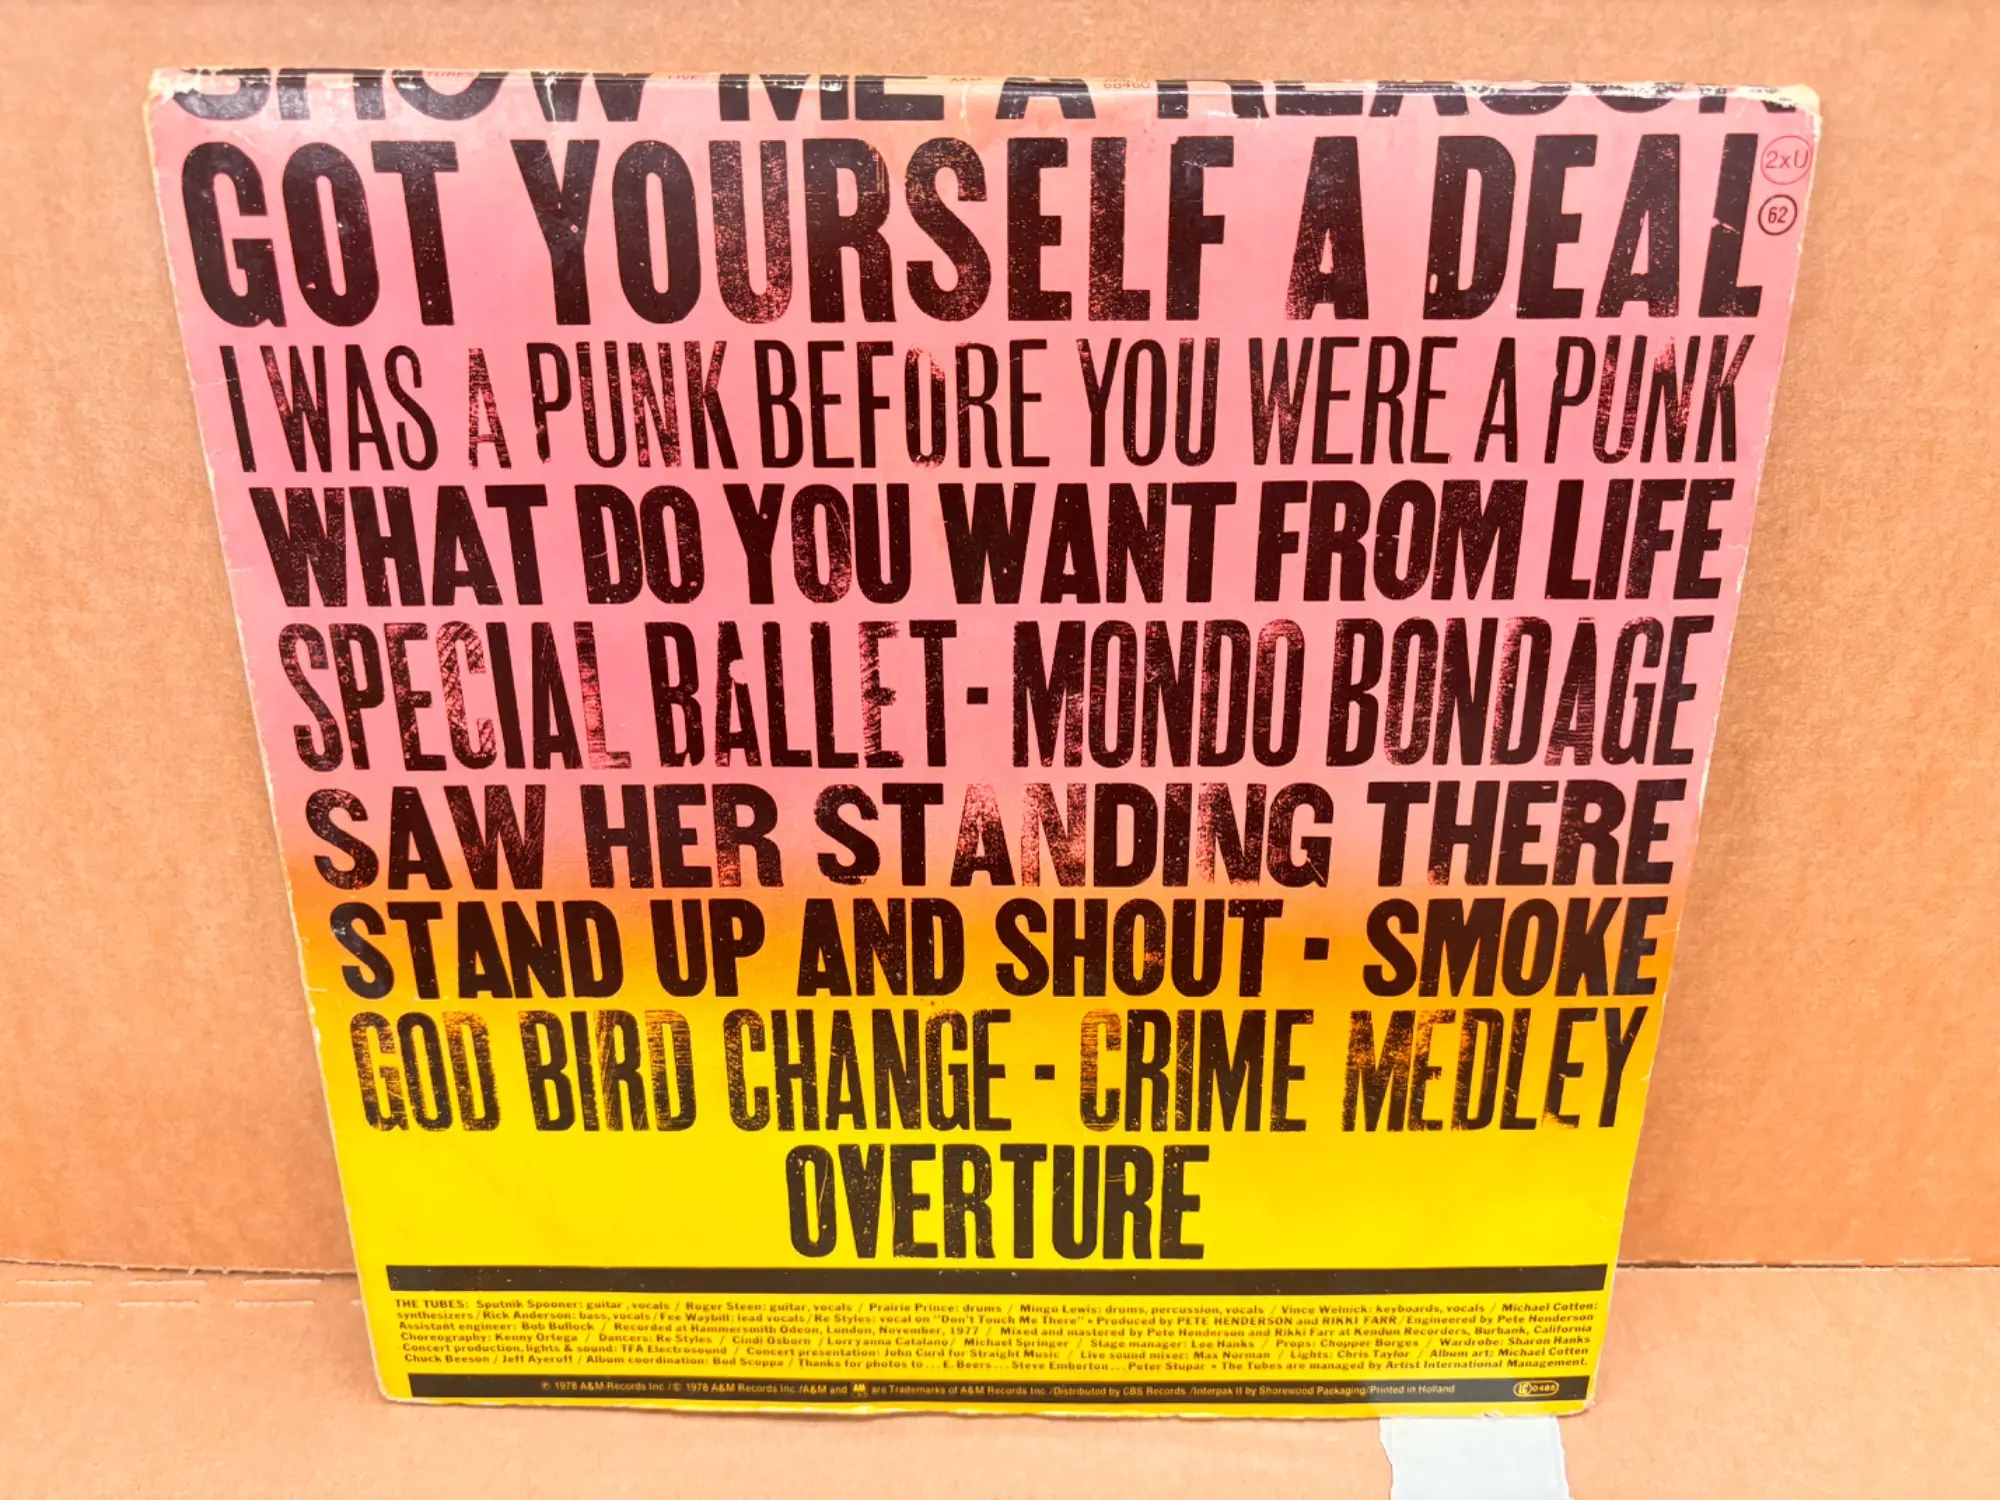 TUBES LIVE A&M 68460
SHOW ME A REASON
GOT YOURSELF A DEAL
2xU
62
I WAS A PUNK BEFORE YOU WERE A PUNK
WHAT DO YOU WANT FROM LIFE
SPECIAL BALLET · MONDO BONDAGE
SAW HER STANDING THERE
STAND UP AND SHOUT · SMOKE
GOD BIRD CHANGE · CRIME MEDLEY
OVERTURE
THE TUBES: Sputnik Spooner: guitar, vocals / Roger Steen: guitar, vocals / Prairie Prince: drums / Mingo Lewis: drums, percussion, vocals / Vince Welnick: keyboards, vocals / Michael Cotten:
synthesizers / Rick Anderson: bass, vocals / Fee Waybill: lead vocals / Re Styles: vocal on "Don't Touch Me There" • Produced by PETE HENDERSON and RIKKI FARR / Engineered by Pete Henderson
Assistant engineer: Bob Bullock / Recorded at Hammersmith Odeon, London, November, 1977 / Mixed and mastered by Pete Henderson and Rikki Farr at Kendun Recorders, Burbank, California
Choreography: Kenny Ortega / Dancers: Re Styles / Cindi Osborn / Lorryanna Catalano / Michael Springer / Stage manager: Lee Hanks / Props: Chopper Borges / Wardrobe: Sharon Hanks
Concert production, lights & sound: TFA Electrosound / Concert presentation: John Curd for Straight Music / Live sound mixer: Max Norman / Lights: Chris Taylor / Album art: Michael Cotten
Chuck Beeson / Jeff Ayeroff / Album coordination: Bud Scoppa / Thanks for photos to ... E. Beers ... Steve Emberton ... Peter Stupar • The Tubes are managed by Artist International Management.
℗ 1978 A&M Records Inc. / © 1978 A&M Records Inc. / A&M and AM are Trademarks of A&M Records Inc / Distributed by CBS Records / Interpak II by Shorewood Packaging / Printed in Holland
LC 0485